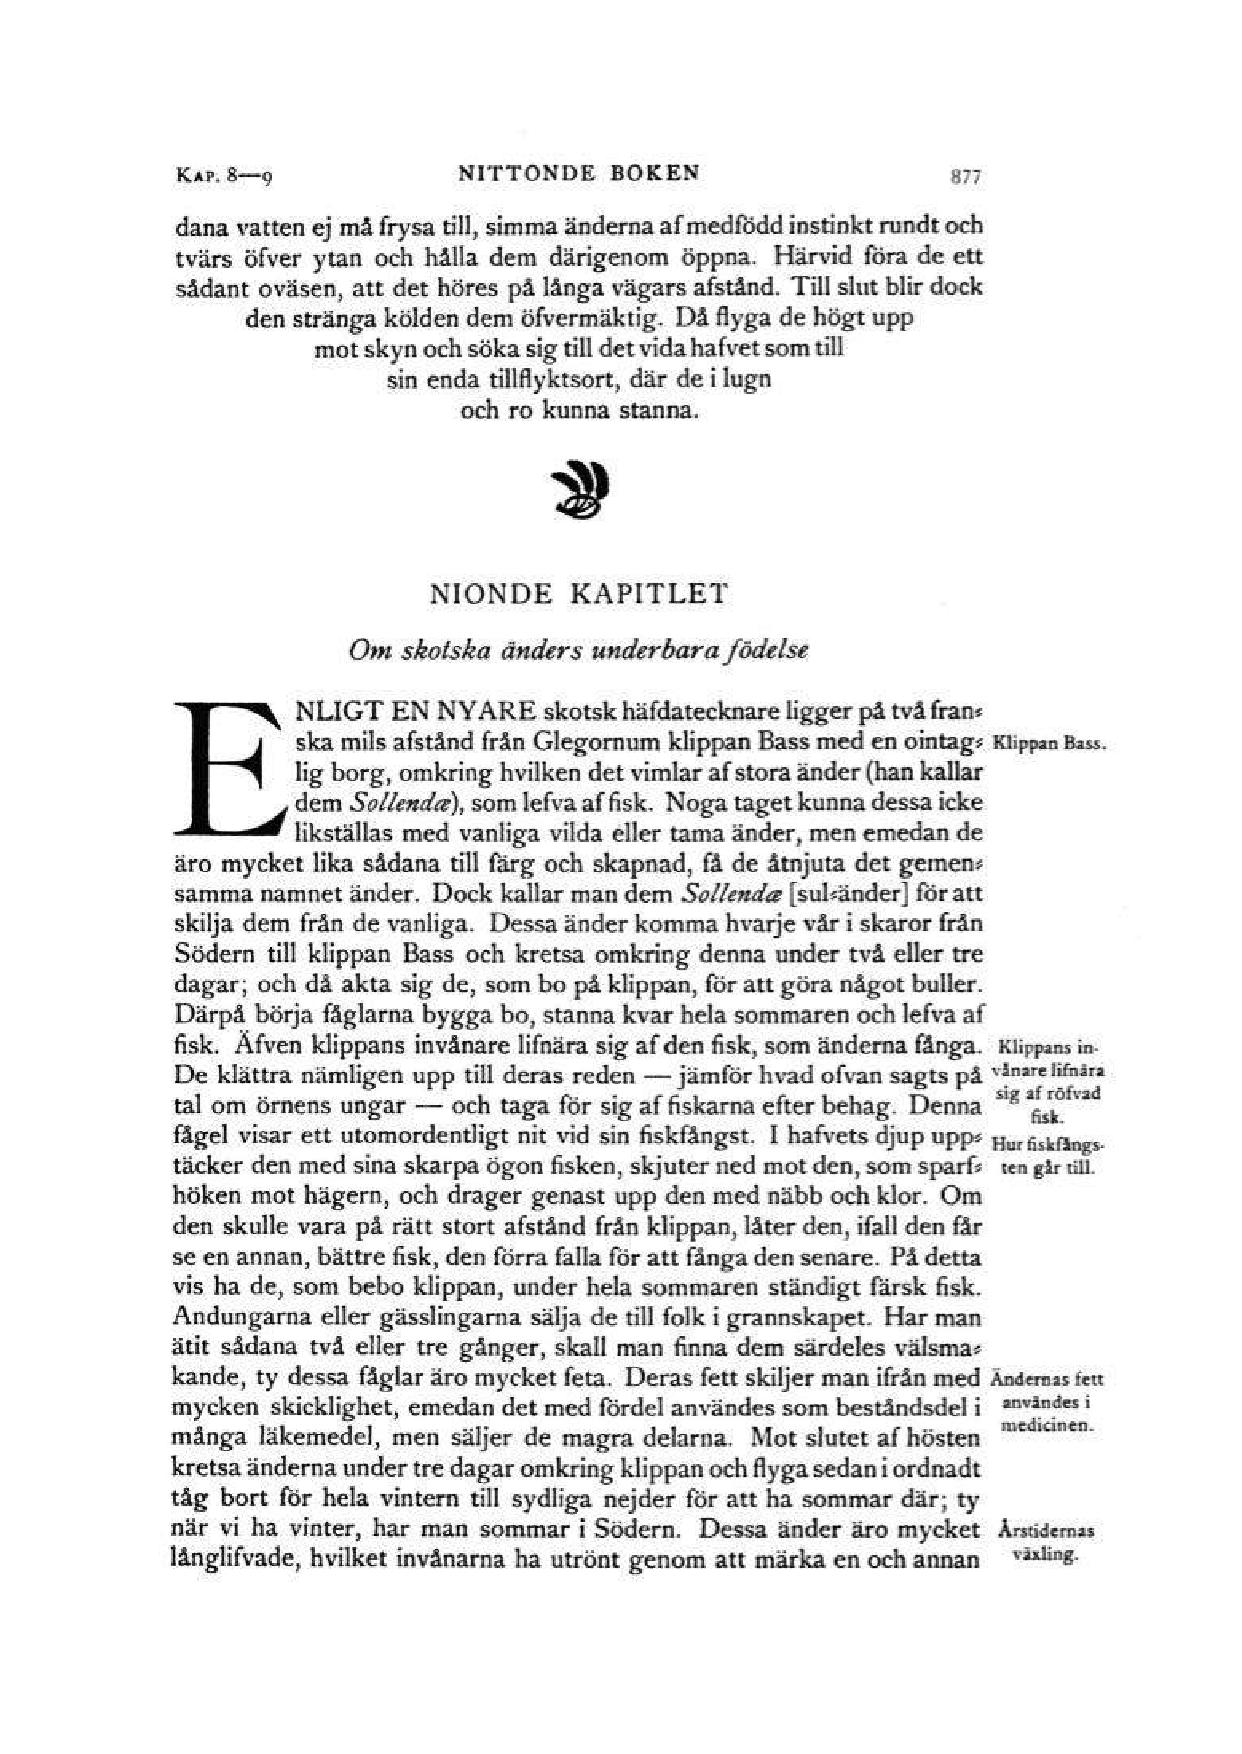 KAP. 8—9 NITTONDE BOKEN 877
dana vatten ej må frysa till, simma änderna af medfödd instinkt rundt och
tvärs öfver ytan och hålla dem därigenom öppna. Härvid föra de ett
sådant oväsen, att det höres på långa vägars afstånd. Till slut blir dock
den stränga kölden dem öfvermäktig. Då flyga de högt upp
mot skyn och söka sig till det vida hafvet som till
sin enda tillflyktsort, där de i lugn
och ro kunna stanna.
NIONDE KAPITLET
Om skotska änders underbara födelse
ENLIGT EN NYARE skotsk häfdatecknare ligger på två fran-
ska mils afstånd från Glegornum klippan Bass med en ointag-
Klippan Bass.
lig borg, omkring hvilken det vimlar af stora änder (han kallar
dem Sollendæ), som lefva af fisk. Noga taget kunna dessa icke
likställas med vanliga vilda eller tama änder, men emedan de
äro mycket lika sådana till färg och skapnad, få de åtnjuta det gemen-
samma namnet änder. Dock kallar man dem Sollendæ [sul-änder] för att
skilja dem från de vanliga. Dessa änder komma hvarje vår i skaror från
Södern till klippan Bass och kretsa omkring denna under två eller tre
dagar; och då akta sig de, som bo på klippan, för att göra något buller.
Därpå börja fåglarna bygga bo, stanna kvar hela sommaren och lefva af
fisk. Äfven klippans invånare lifnära sig af den fisk, som änderna fånga.
De klättra nämligen upp till deras reden — jämför hvad ofvan sagts på
tal om örnens ungar — och taga för sig af fiskarna efter behag. Denna
Klippans in-
vånare lifnära
sig af röfvad
fisk.
fågel visar ett utomordentligt nit vid sin fiskfångst. I hafvets djup upp-
täcker den med sina skarpa ögon fisken, skjuter ned mot den, som sparf-
Hur fiskfångs-
ten går till.
höken mot hägern, och drager genast upp den med näbb och klor. Om
den skulle vara på rätt stort afstånd från klippan, låter den, ifall den får
se en annan, bättre fisk, den förra falla för att fånga den senare. På detta
vis ha de, som bebo klippan, under hela sommaren ständigt färsk fisk.
Andungarna eller gässlingarna sälja de till folk i grannskapet. Har man
ätit sådana två eller tre gånger, skall man finna dem särdeles välsma-
kande, ty dessa fåglar äro mycket feta. Deras fett skiljer man ifrån med
mycken skicklighet, emedan det med fördel användes som beståndsdel i
många läkemedel, men säljer de magra delarna. Mot slutet af hösten
Ändernas fett
användes i
medicinen.
kretsa änderna under tre dagar omkring klippan och flyga sedan i ordnadt
tåg bort för hela vintern till sydliga nejder för att ha sommar där; ty
när vi ha vinter, har man sommar i Södern. Dessa änder äro mycket
långlifvade, hvilket invånarna ha utrönt genom att märka en och annan
Årstidernas
växling.